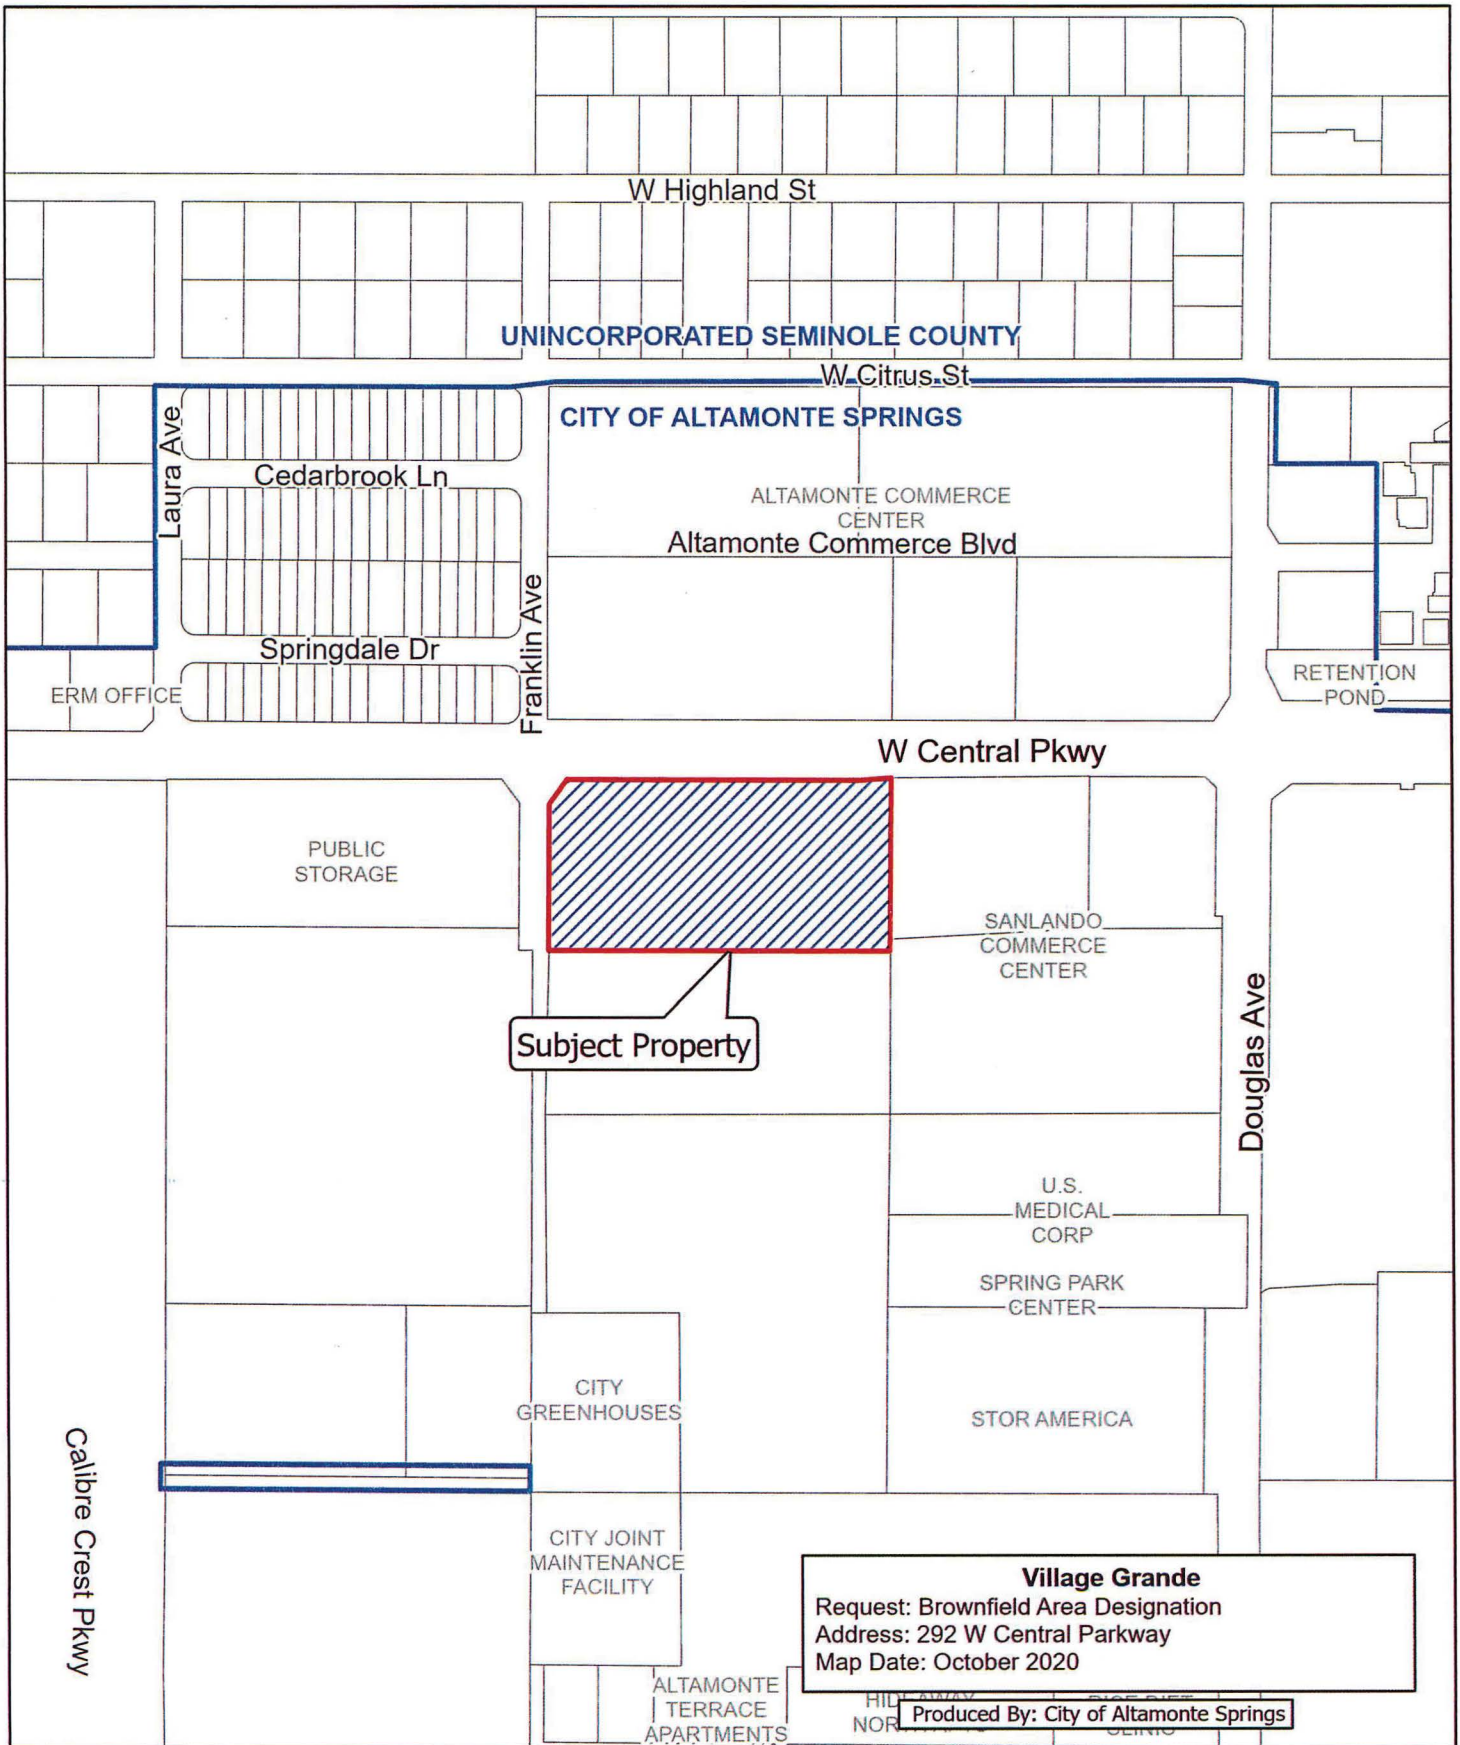 W Highland St
UNINCORPORATED SEMINOLE COUNTY
W Citrus St
CITY OF ALTAMONTE SPRINGS
Laura Ave
Cedarbrook Ln
ALTAMONTE COMMERCE
CENTER
Altamonte Commerce Blvd
Franklin Ave
Springdale Dr
ERM OFFICE
RETENTION
POND
W Central Pkwy
PUBLIC
STORAGE
SANLANDO
COMMERCE
CENTER
Subject Property
Douglas Ave
U.S.
MEDICAL
CORP
SPRING PARK
CENTER
CITY
GREENHOUSES
STOR AMERICA
Calibre Crest Pkwy
CITY JOINT
MAINTENANCE
FACILITY
Village Grande
Request: Brownfield Area Designation
Address: 292 W Central Parkway
Map Date: October 2020
ALTAMONTE
TERRACE
APARTMENTS
Produced By: City of Altamonte Springs